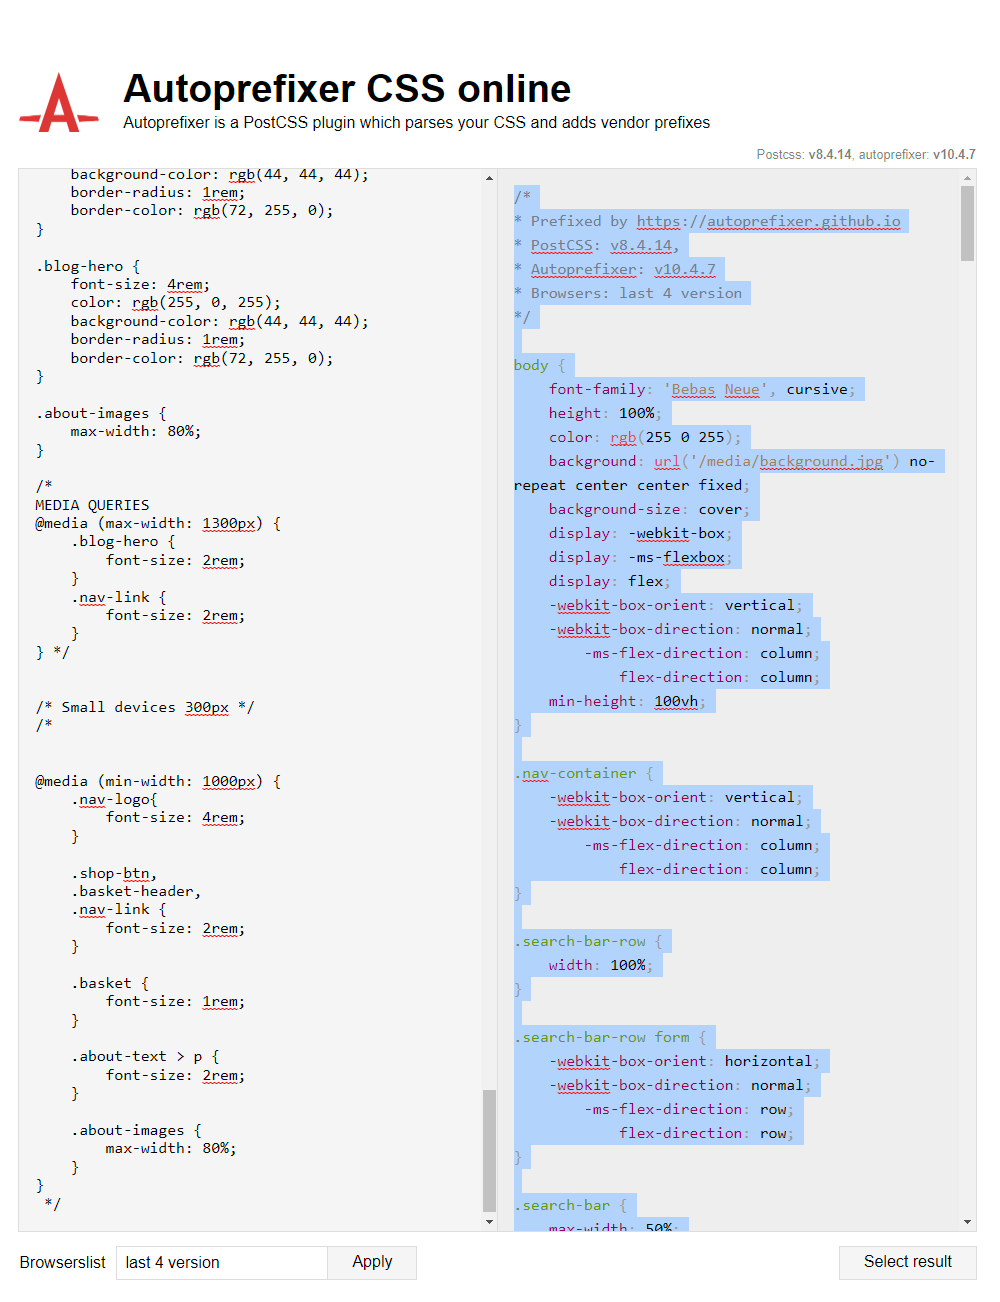 Autoprefixer CSS online
Autoprefixer is a PostCSS plugin which parses your CSS and adds vendor prefixes
Postcss: v8.4.14, autoprefixer: v10.4.7
    background-color: rgb(44, 44, 44);
    border-radius: 1rem;
    border-color: rgb(72, 255, 0);
}
.blog-hero {
    font-size: 4rem;
    color: rgb(255, 0, 255);
    background-color: rgb(44, 44, 44);
    border-radius: 1rem;
    border-color: rgb(72, 255, 0);
}
.about-images {
    max-width: 80%;
}
/*
MEDIA QUERIES
@media (max-width: 1300px) {
    .blog-hero {
        font-size: 2rem;
    }
    .nav-link {
        font-size: 2rem;
    }
} */
/* Small devices 300px */
/*
@media (min-width: 1000px) {
    .nav-logo{
        font-size: 4rem;
    }
    .shop-btn,
    .basket-header,
    .nav-link {
        font-size: 2rem;
    }
    .basket {
        font-size: 1rem;
    }
    .about-text > p {
        font-size: 2rem;
    }
    .about-images {
        max-width: 80%;
    }
}
 */
/*
* Prefixed by https://autoprefixer.github.io
* PostCSS: v8.4.14,
* Autoprefixer: v10.4.7
* Browsers: last 4 version
*/
body {
    font-family: 'Bebas Neue', cursive;
    height: 100%;
    color: rgb(255 0 255);
    background: url('/media/background.jpg') no-
repeat center center fixed;
    background-size: cover;
    display: -webkit-box;
    display: -ms-flexbox;
    display: flex;
    -webkit-box-orient: vertical;
    -webkit-box-direction: normal;
        -ms-flex-direction: column;
            flex-direction: column;
    min-height: 100vh;
}
.nav-container {
    -webkit-box-orient: vertical;
    -webkit-box-direction: normal;
        -ms-flex-direction: column;
            flex-direction: column;
}
.search-bar-row {
    width: 100%;
}
.search-bar-row form {
    -webkit-box-orient: horizontal;
    -webkit-box-direction: normal;
        -ms-flex-direction: row;
            flex-direction: row;
}
.search-bar {
    max-width: 50%;
Browserslist
last 4 version
Apply
Select result